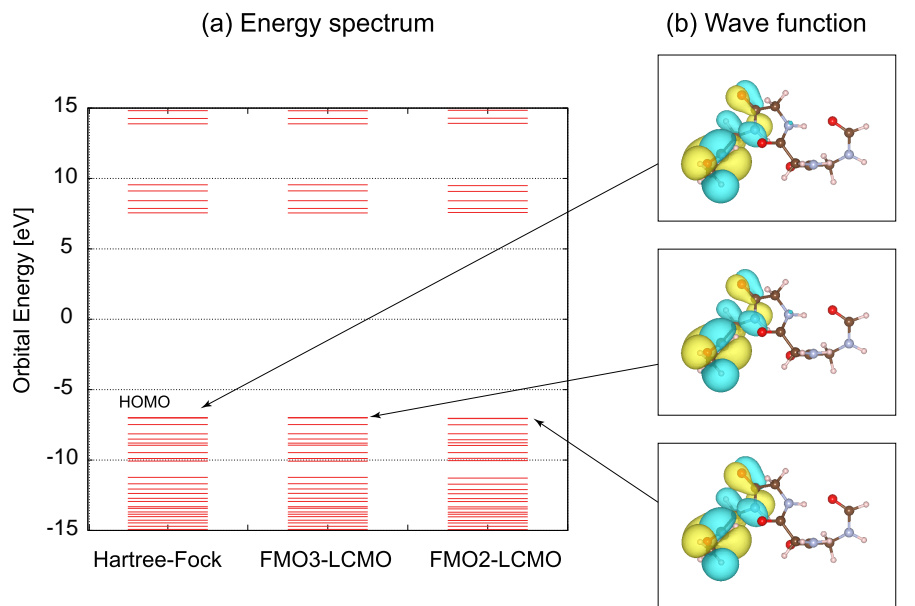 (a) Energy spectrum
(b) Wave function
15
10
5
0
-5
-10
-15
Orbital Energy [eV]
HOMO
Hartree-Fock
FMO3-LCMO
FMO2-LCMO